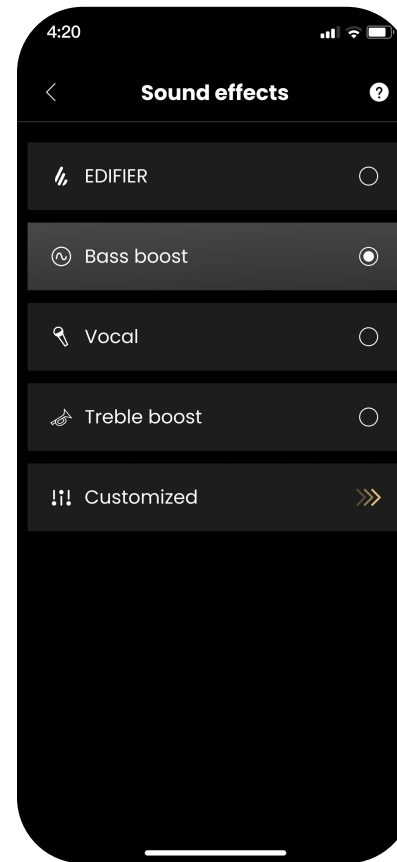 4:20
Sound effects
?
EDIFIER
Bass boost
Vocal
Treble boost
Customized